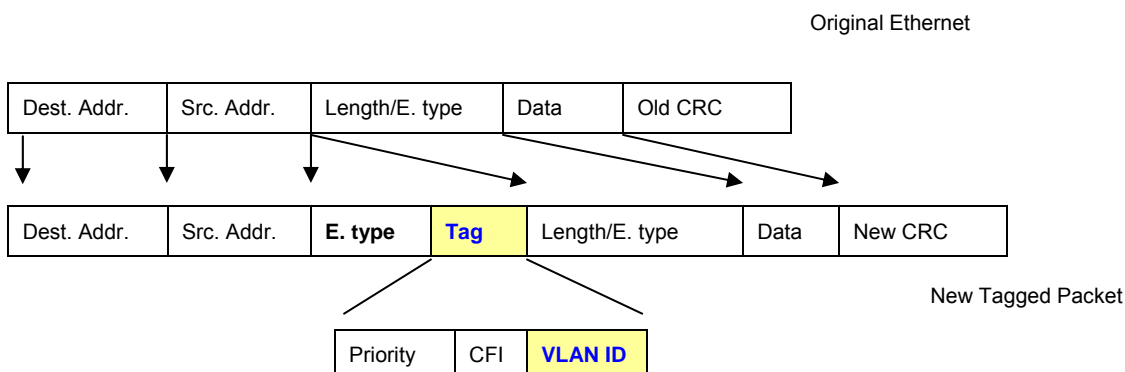 Original Ethernet
Dest. Addr. Src. Addr. Length/E. type Data Old CRC
Dest. Addr. Src. Addr. E. type Tag Length/E. type Data New CRC
New Tagged Packet
Priority CFI VLAN ID